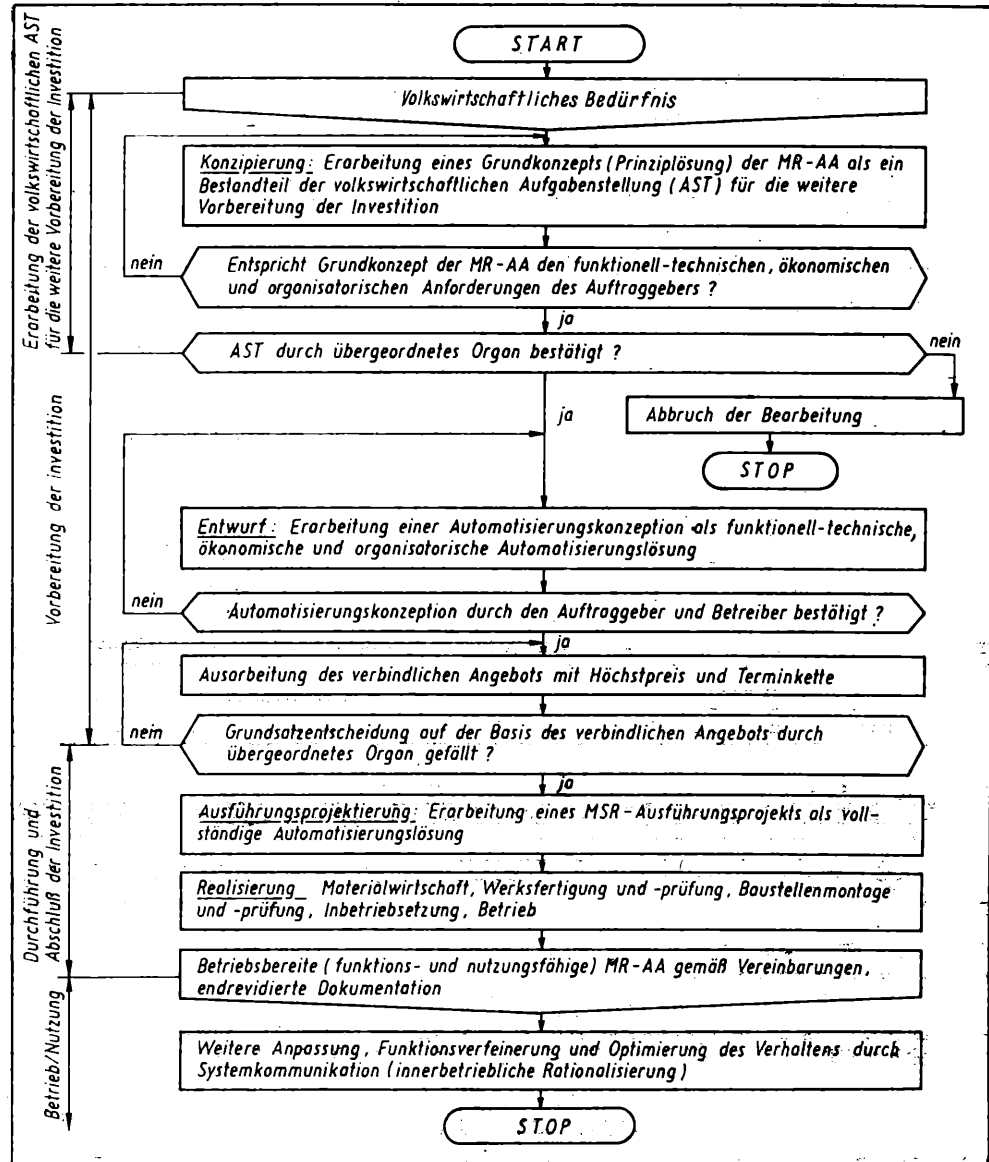 START
Volkswirtschaftliches Bedürfnis
Konzipierung: Erarbeitung eines Grundkonzepts (Prinziplösung) der MR-AA als ein
Bestandteil der volkswirtschaftlichen Aufgabenstellung (AST) für die weitere
Vorbereitung der Investition
nein
Entspricht Grundkonzept der MR-AA den funktionell-technischen, ökonomischen
und organisatorischen Anforderungen des Auftraggebers ?
ja
AST durch übergeordnetes Organ bestätigt ?
nein
ja
Abbruch der Bearbeitung
STOP
Entwurf: Erarbeitung einer Automatisierungskonzeption als funktionell-technische,
ökonomische und organisatorische Automatisierungslösung
nein
Automatisierungskonzeption durch den Auftraggeber und Betreiber bestätigt ?
ja
Ausarbeitung des verbindlichen Angebots mit Höchstpreis und Terminkette
nein
Grundsatzentscheidung auf der Basis des verbindlichen Angebots durch
übergeordnetes Organ gefällt ?
ja
Ausführungsprojektierung: Erarbeitung eines MSR-Ausführungsprojekts als voll-
ständige Automatisierungslösung
Realisierung Materialwirtschaft, Werksfertigung und -prüfung, Baustellenmontage
und -prüfung, Inbetriebsetzung, Betrieb
Betriebsbereite (funktions- und nutzungsfähige) MR-AA gemäß Vereinbarungen,
endrevidierte Dokumentation
Weitere Anpassung, Funktionsverfeinerung und Optimierung des Verhaltens durch
Systemkommunikation (innerbetriebliche Rationalisierung)
STOP
Erarbeitung der volkswirtschaftlichen AST
für die weitere Vorbereitung der Investition
Vorbereitung der investition
Durchführung und
Abschluß der Investition
Betrieb/Nutzung